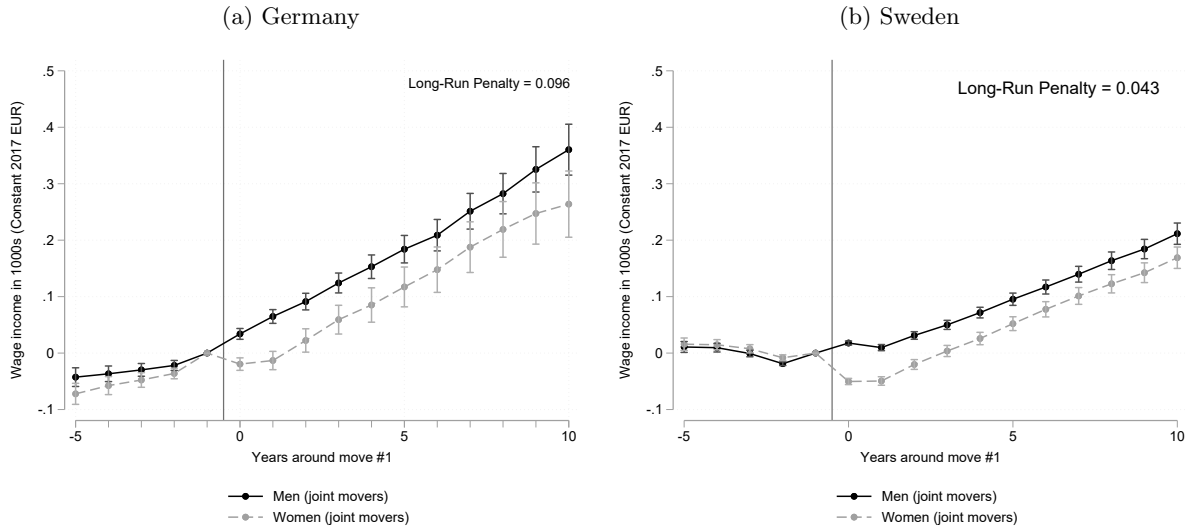 (a) Germany
Long-Run Penalty = 0.096
Wage income in 1000s (Constant 2017 EUR)
.5
.4
.3
.2
.1
0
-.1
-5
0
5
10
Years around move #1
Men (joint movers)
Women (joint movers)
(b) Sweden
Long-Run Penalty = 0.043
Wage income in 1000s (Constant 2017 EUR)
.5
.4
.3
.2
.1
0
-.1
-5
0
5
10
Years around move #1
Men (joint movers)
Women (joint movers)